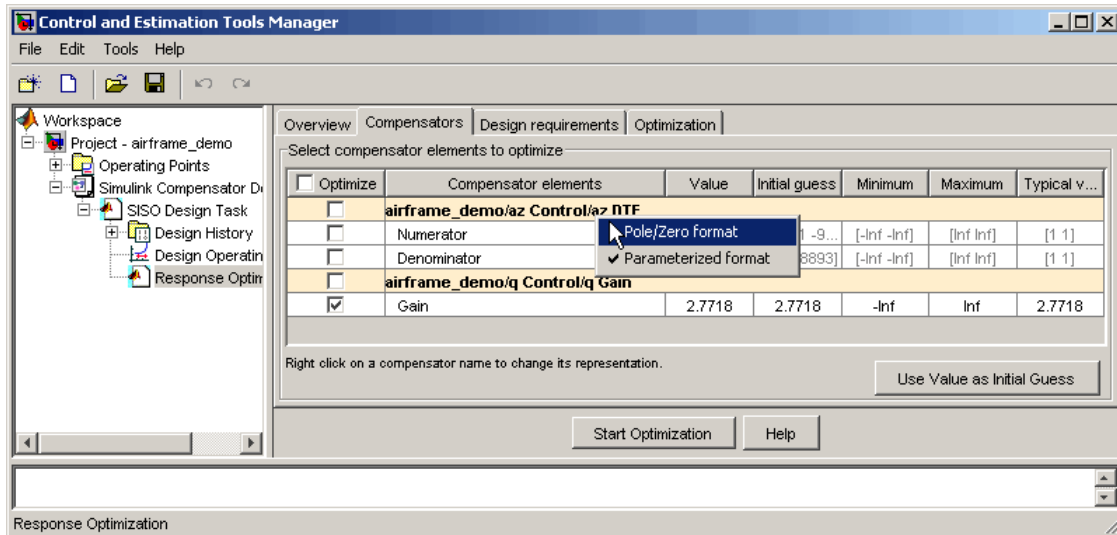 Control and Estimation Tools Manager
File Edit Tools Help
Workspace
Project - airframe_demo
Operating Points
Simulink Compensator D
SISO Design Task
Design History
Design Operatin
Response Optim
Overview Compensators Design requirements Optimization
Select compensator elements to optimize
Optimize Compensator elements Value Initial guess Minimum Maximum Typical v...
airframe_demo/az Control/az DTF
Numerator 1 -9... [-Inf -Inf] [Inf Inf] [1 1]
Pole/Zero format
Denominator 8893] [-Inf -Inf] [Inf Inf] [1 1]
Parameterized format
airframe_demo/q Control/q Gain
Gain 2.7718 2.7718 -Inf Inf 2.7718
Right click on a compensator name to change its representation.
Use Value as Initial Guess
Start Optimization Help
Response Optimization